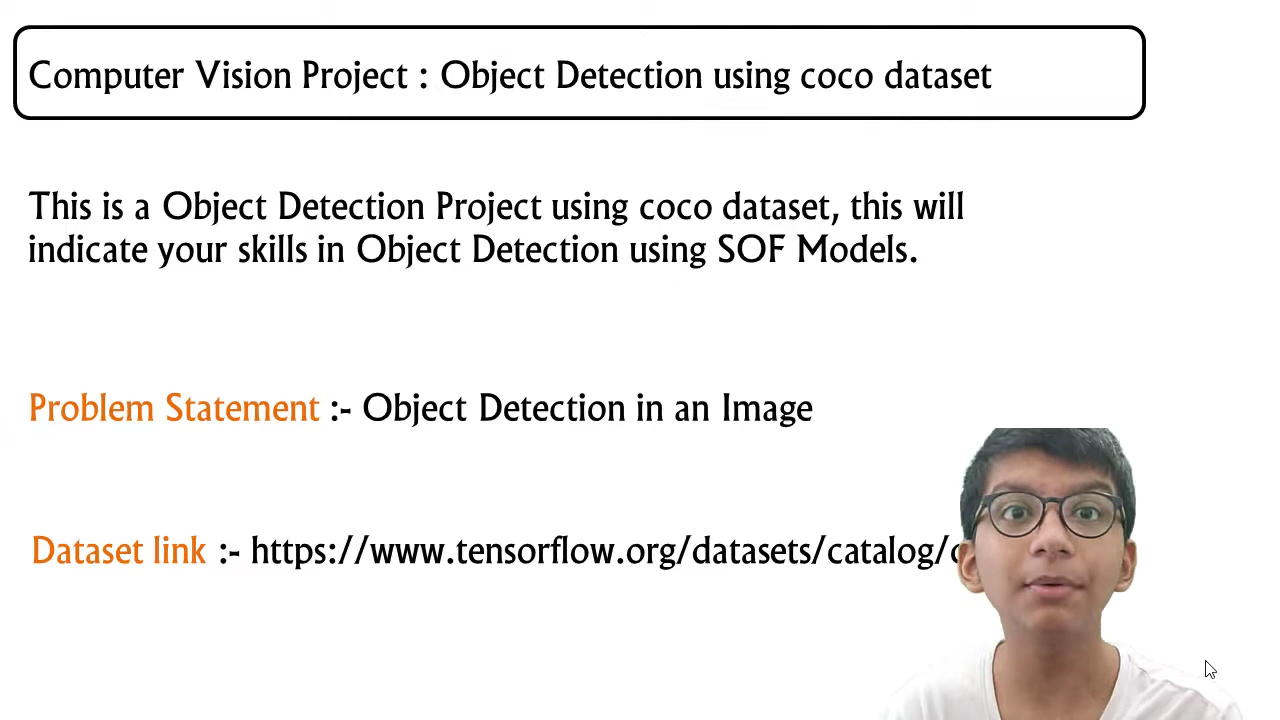 Computer Vision Project : Object Detection using coco dataset
This is a Object Detection Project using coco dataset, this will
indicate your skills in Object Detection using SOF Models.
Problem Statement :- Object Detection in an Image
Dataset link :- https://www.tensorflow.org/datasets/catalog/